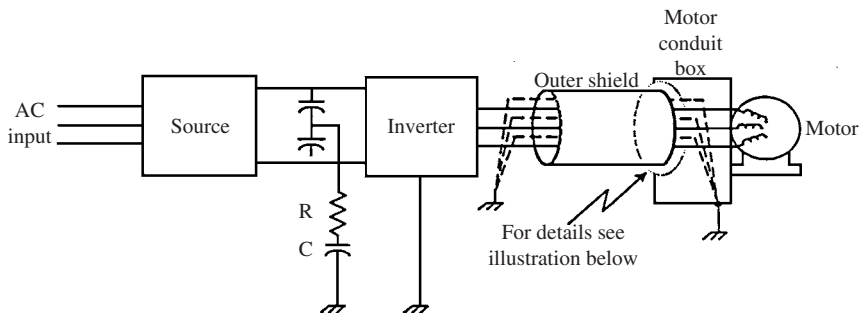 Motor
conduit
box
Outer shield
AC
input
Source
Inverter
Motor
R
C
For details see
illustration below